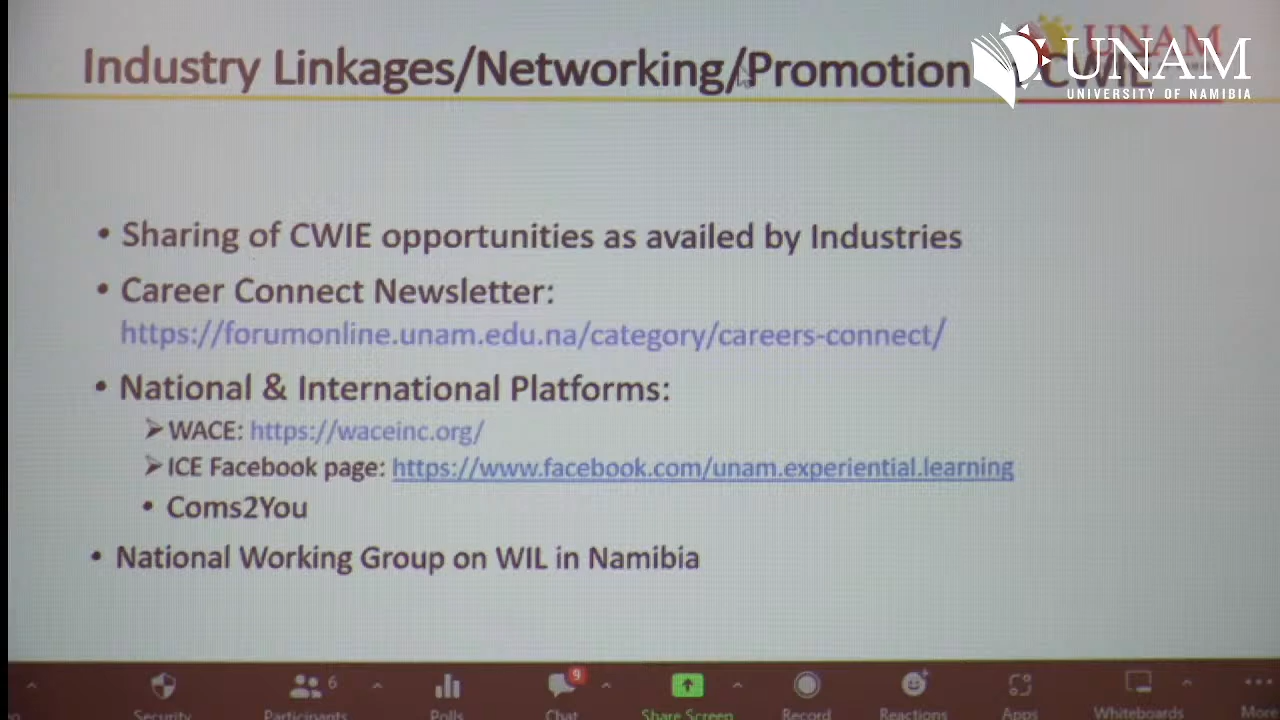 Industry Linkages/Networking/Promotion
UNAM
UNIVERSITY OF NAMIBIA
• Sharing of CWIE opportunities as availed by Industries
• Career Connect Newsletter:
https://forumonline.unam.edu.na/category/careers-connect/
• National & International Platforms:
➢ WACE: https://waceinc.org/
➢ ICE Facebook page: https://www.facebook.com/unam.experiential.learning
• Coms2You
• National Working Group on WIL in Namibia
6 9
Security Participants Polls Chat Share Screen Record Reactions Apps Whiteboards More